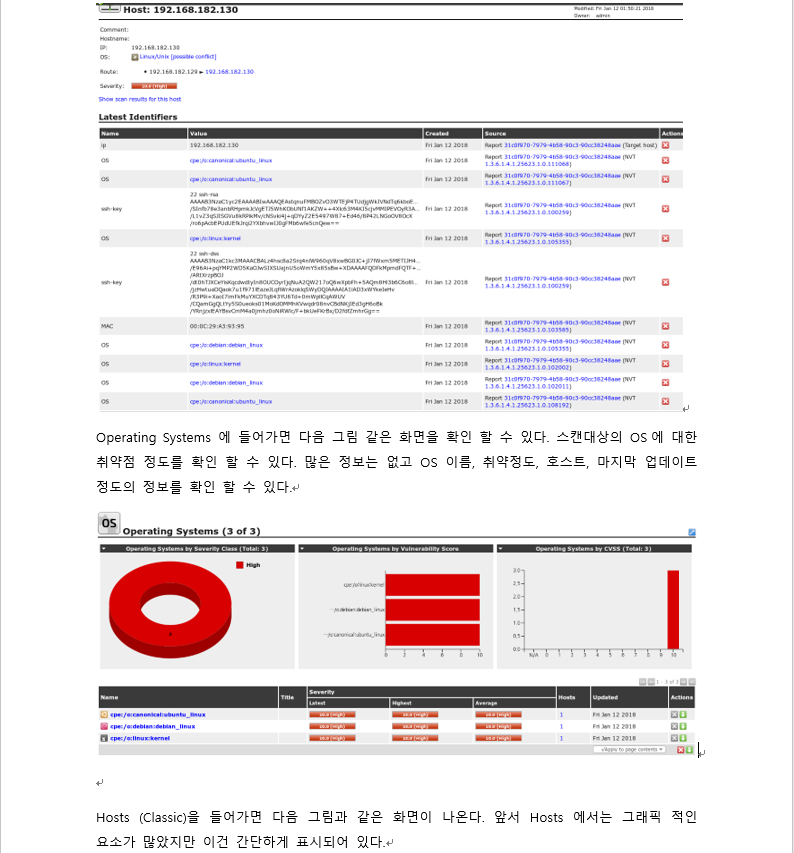 Host: 192.168.182.130
Modified: Fri Jan 12 01:50:21 2018
Owner: admin
Comment:
Hostname:
IP: 192.168.182.130
OS: Linux/Unix [possible conflict]
Route: • 192.168.182.129 ► 192.168.182.130
Severity: 10.0 (High)
Show scan results for this host
Latest Identifiers
Name Value Created Source Actions
ip 192.168.182.130 Fri Jan 12 2018 Report 31c0f970-7979-4b58-90c3-90cc38248aae (Target host)
OS cpe:/o:canonical:ubuntu_linux Fri Jan 12 2018 Report 31c0f970-7979-4b58-90c3-90cc38248aae (NVT
1.3.6.1.4.1.25623.1.0.111068)
OS cpe:/o:canonical:ubuntu_linux Fri Jan 12 2018 Report 31c0f970-7979-4b58-90c3-90cc38248aae (NVT
1.3.6.1.4.1.25623.1.0.111067)
ssh-key 22 ssh-rsa Fri Jan 12 2018 Report 31c0f970-7979-4b58-90c3-90cc38248aae (NVT
1.3.6.1.4.1.25623.1.0.100259)
OS cpe:/o:linux:kernel Fri Jan 12 2018 Report 31c0f970-7979-4b58-90c3-90cc38248aae (NVT
1.3.6.1.4.1.25623.1.0.105355)
ssh-key 22 ssh-dss Fri Jan 12 2018 Report 31c0f970-7979-4b58-90c3-90cc38248aae (NVT
1.3.6.1.4.1.25623.1.0.100259)
MAC 00:0C:29:A3:93:95 Fri Jan 12 2018 Report 31c0f970-7979-4b58-90c3-90cc38248aae (NVT
1.3.6.1.4.1.25623.1.0.103585)
OS cpe:/o:debian:debian_linux Fri Jan 12 2018 Report 31c0f970-7979-4b58-90c3-90cc38248aae (NVT
1.3.6.1.4.1.25623.1.0.105355)
OS cpe:/o:linux:kernel Fri Jan 12 2018 Report 31c0f970-7979-4b58-90c3-90cc38248aae (NVT
1.3.6.1.4.1.25623.1.0.102002)
OS cpe:/o:debian:debian_linux Fri Jan 12 2018 Report 31c0f970-7979-4b58-90c3-90cc38248aae (NVT
1.3.6.1.4.1.25623.1.0.102011)
OS cpe:/o:canonical:ubuntu_linux Fri Jan 12 2018 Report 31c0f970-7979-4b58-90c3-90cc38248aae (NVT
1.3.6.1.4.1.25623.1.0.108192)
Operating Systems 에 들어가면 다음 그림 같은 화면을 확인 할 수 있다. 스캔대상의 OS에 대한
취약점 정도를 확인 할 수 있다. 많은 정보는 없고 OS 이름, 취약정도, 호스트, 마지막 업데이트
정도의 정보를 확인 할 수 있다.
OS Operating Systems (3 of 3)
Operating Systems by Severity Class (Total: 3)
High
Operating Systems by Vulnerability Score
cpe:/o:linux:kernel
···/o:debian:debian_linux
···/o:canonical:ubuntu_linux
0 2 4 6 8 10
Operating Systems by CVSS (Total: 3)
3.0
2.5
2.0
1.5
1.0
0.5
0.0
N/A 0 1 2 3 4 5 6 7 8 9 10
1 - 3 of 3
Name Title Severity Hosts Updated Actions
Latest Highest Average
cpe:/o:canonical:ubuntu_linux 10.0 (High) 10.0 (High) 10.0 (High) 1 Fri Jan 12 2018
cpe:/o:debian:debian_linux 10.0 (High) 10.0 (High) 10.0 (High) 1 Fri Jan 12 2018
cpe:/o:linux:kernel 10.0 (High) 10.0 (High) 10.0 (High) 1 Fri Jan 12 2018
√Apply to page contents
Hosts (Classic)을 들어가면 다음 그림과 같은 화면이 나온다. 앞서 Hosts 에서는 그래픽 적인
요소가 많았지만 이건 간단하게 표시되어 있다.